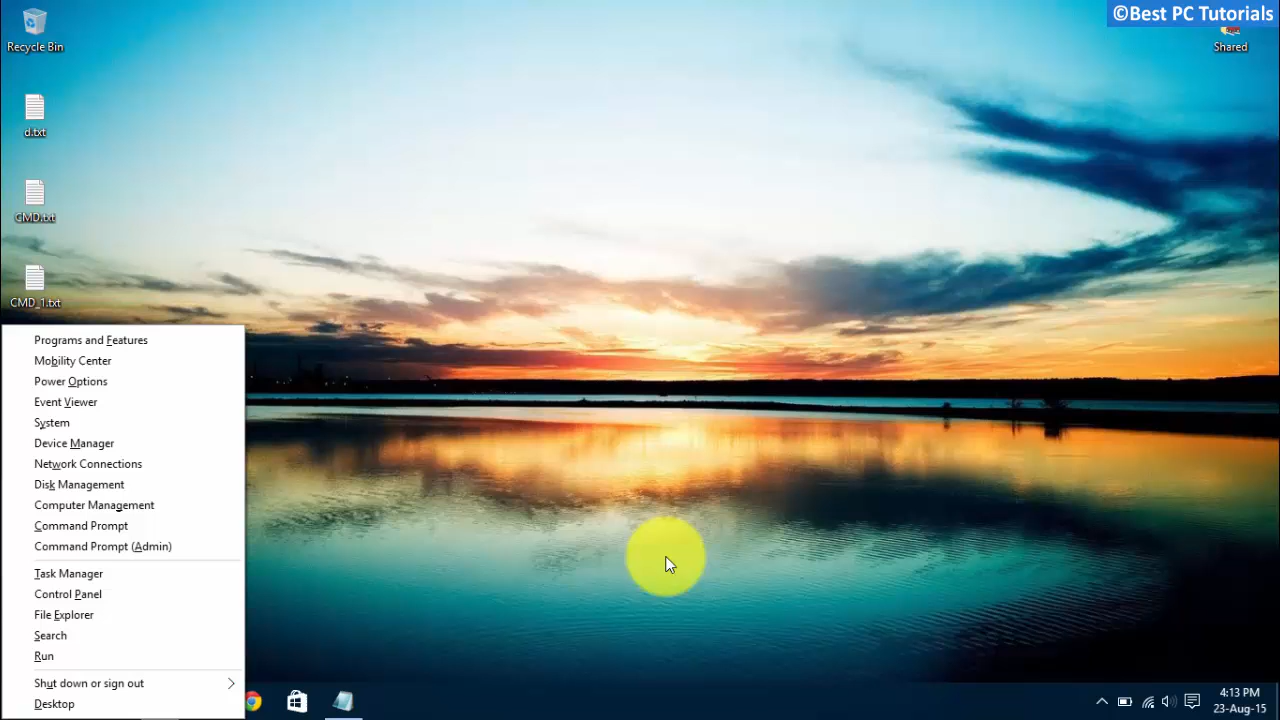 ©Best PC Tutorials
Recycle Bin
Shared
d.txt
CMD.txt
CMD_1.txt
Programs and Features
Mobility Center
Power Options
Event Viewer
System
Device Manager
Network Connections
Disk Management
Computer Management
Command Prompt
Command Prompt (Admin)
Task Manager
Control Panel
File Explorer
Search
Run
Shut down or sign out
Desktop
4:13 PM
23-Aug-15